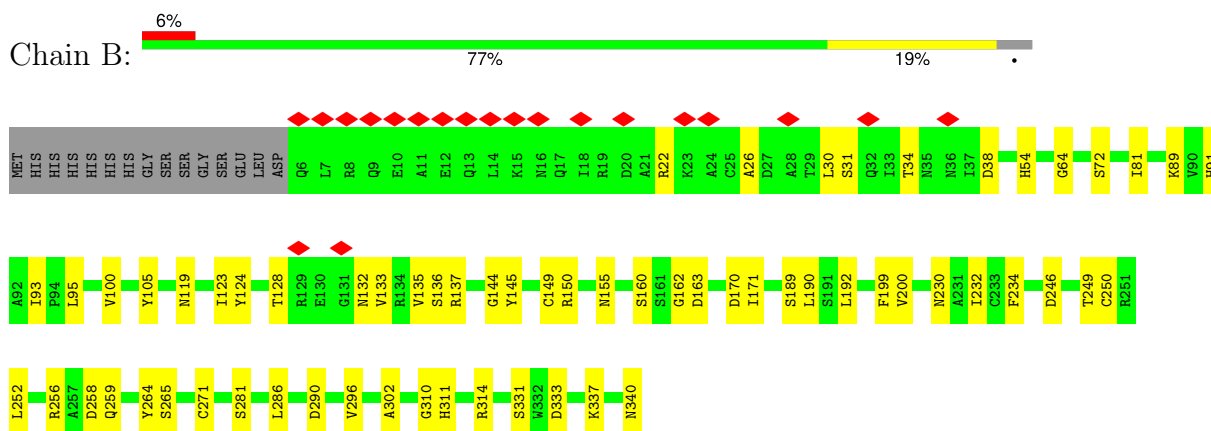 6%
Chain B:
77% 19% •
MET HIS HIS HIS HIS HIS HIS GLY SER SER GLY SER GLU LEU ASP Q6 L7 R8 Q9 E10 A11 E12 Q13 L14 K15 N16 Q17 I18 R19 D20 A21 R22 K23 A24 C25 A26 D27 A28 T29 L30 S31 Q32 I33 T34 N35 N36 I37 D38 H54 G64 S72 I81 K89 V90 H91
A92 I93 P94 L95 V100 Y105 N119 I123 Y124 T128 R129 E130 G131 N132 V133 R134 V135 S136 R137 G144 Y145 C149 R150 N155 S160 S161 G162 D163 D170 I171 S189 L190 S191 L192 F199 V200 N230 A231 I232 C233 F234 D246 T249 C250 R251
L252 R256 A257 D258 Q259 Y264 S265 C271 S281 L286 D290 V296 A302 G310 H311 R314 S331 W332 D333 K337 N340